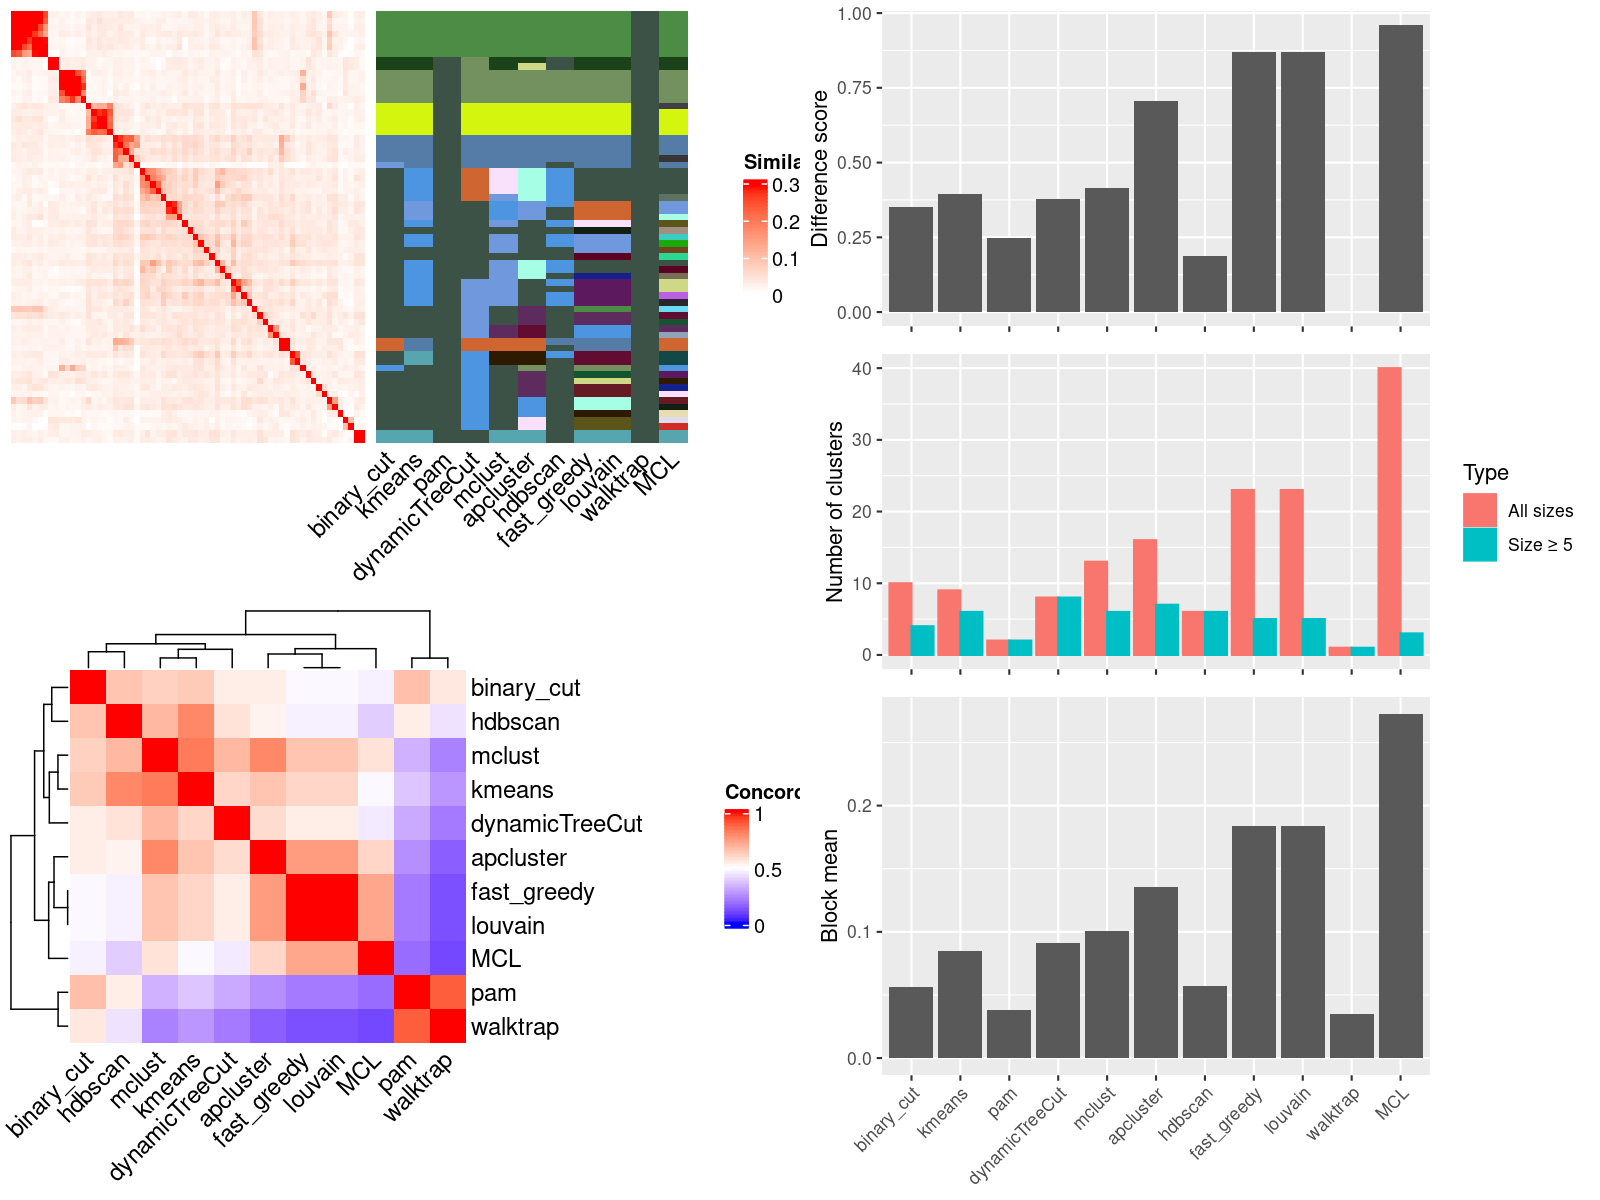 Simila
0.3
0.2
0.1
0
binary_cut
kmeans
pam
dynamicTreeCut
mclust
apcluster
hdbscan
fast_greedy
louvain
walktrap
MCL
binary_cut
hdbscan
mclust
kmeans
dynamicTreeCut
apcluster
fast_greedy
louvain
MCL
pam
walktrap
Concord
1
0.5
0
binary_cut
hdbscan
mclust
kmeans
dynamicTreeCut
apcluster
fast_greedy
louvain
MCL
pam
walktrap
Difference score
1.00
0.75
0.50
0.25
0.00
Number of clusters
40
30
20
10
0
Type
All sizes
Size ≥ 5
Block mean
0.2
0.1
0.0
binary_cut
kmeans
pam
dynamicTreeCut
mclust
apcluster
hdbscan
fast_greedy
louvain
walktrap
MCL